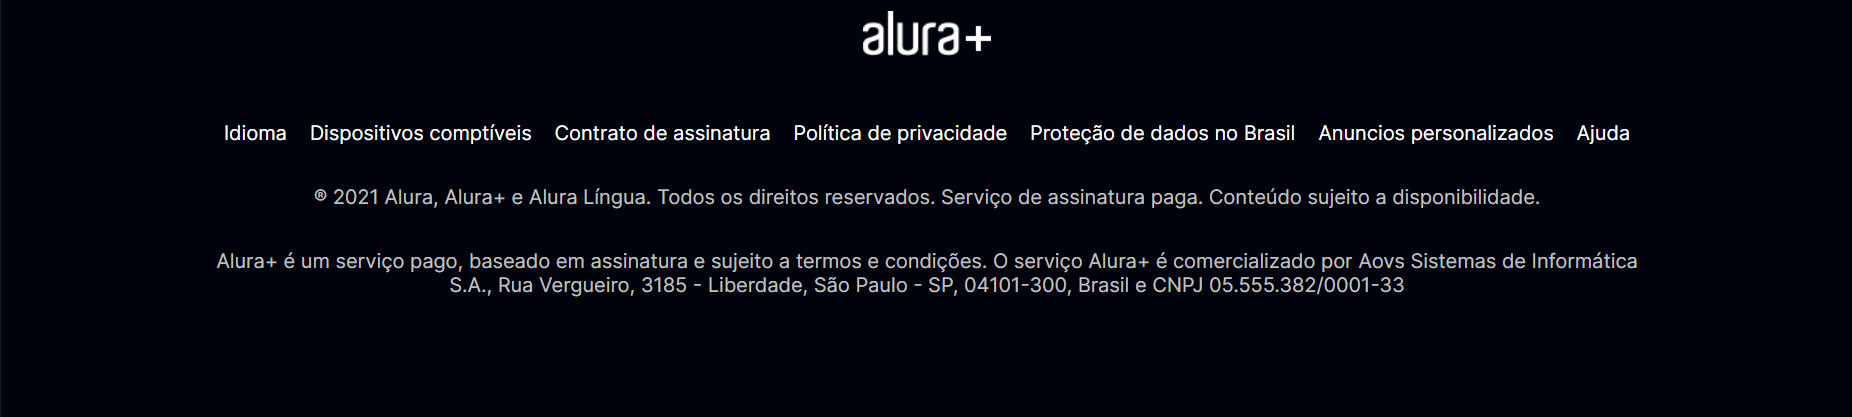 alura+
Idioma Dispositivos comptíveis Contrato de assinatura Política de privacidade Proteção de dados no Brasil Anuncios personalizados Ajuda
® 2021 Alura, Alura+ e Alura Língua. Todos os direitos reservados. Serviço de assinatura paga. Conteúdo sujeito a disponibilidade.
Alura+ é um serviço pago, baseado em assinatura e sujeito a termos e condições. O serviço Alura+ é comercializado por Aovs Sistemas de Informática
S.A., Rua Vergueiro, 3185 - Liberdade, São Paulo - SP, 04101-300, Brasil e CNPJ 05.555.382/0001-33